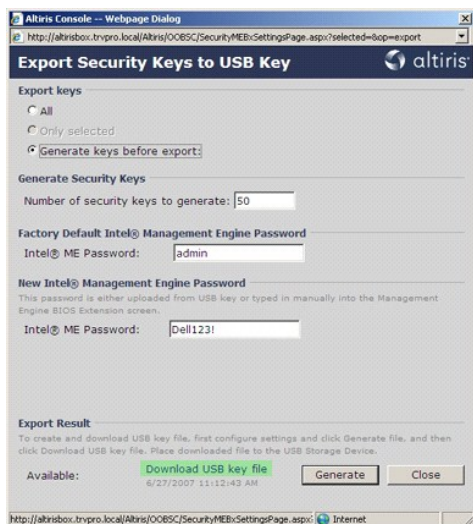 Altiris Console -- Webpage Dialog
http://altirisbox.trvpro.local/Altiris/OOBSC/SecurityMEBxSettingsPage.aspx?selected=&op=export
Export Security Keys to USB Key
altiris
Export keys
All
Only selected
Generate keys before export:
Generate Security Keys
Number of security keys to generate: 50
Factory Default Intel® Management Engine Password
Intel® ME Password: admin
New Intel® Management Engine Password
This password is either uploaded from USB key or typed in manually into the Management
Engine BIOS Extension screen.
Intel® ME Password: Dell123!
Export Result
To create and download USB key file, first configure settings and click Generate file, and then
click Download USB key file. Place downloaded file to the USB Storage Device.
Available: Download USB key file Generate Close
6/27/2007 11:12:43 AM
http://altirisbox.trvpro.local/Altiris/OOBSC/SecurityMEBxSettingsPage.aspx? Internet